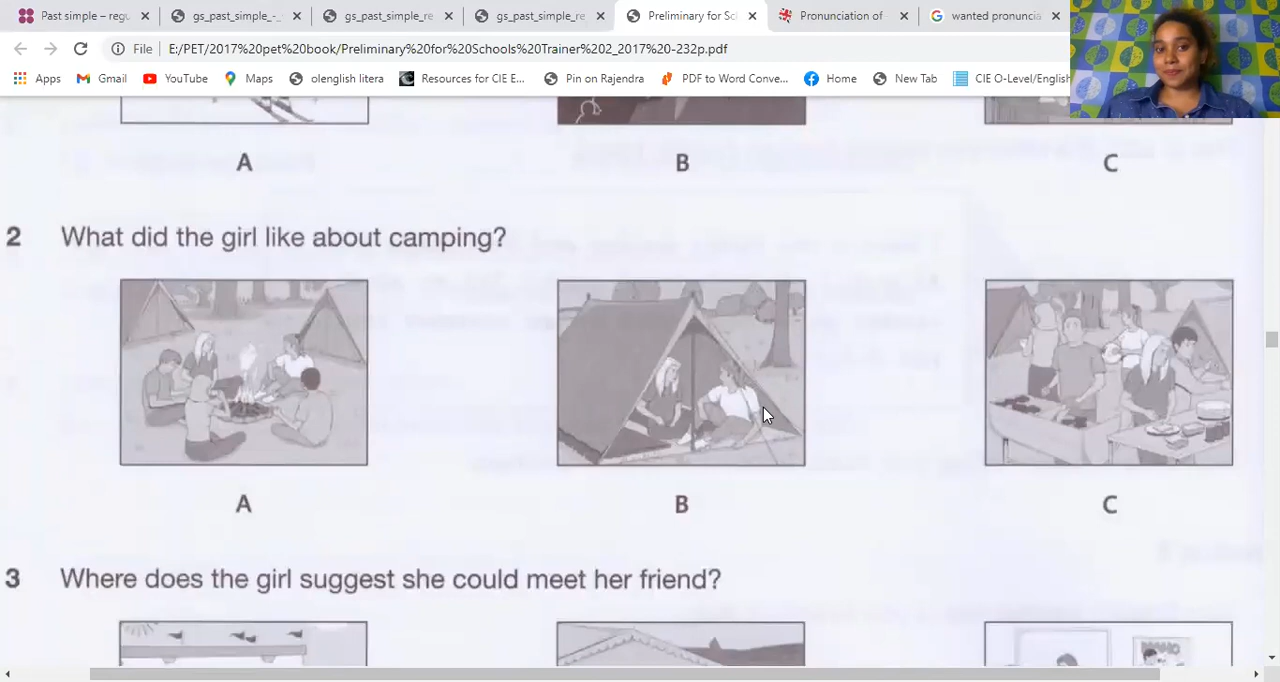 Past simple – regu
gs_past_simple_-_
gs_past_simple_re
gs_past_simple_re
Preliminary for Sc
Pronunciation of
wanted pronuncia
File
E:/PET/2017%20pet%20book/Preliminary%20for%20Schools%20Trainer%202_2017%20-232p.pdf
Apps
Gmail
YouTube
Maps
olenglish litera
Resources for CIE E...
Pin on Rajendra
PDF to Word Conve...
Home
New Tab
CIE O-Level/English
A
B
C
2 What did the girl like about camping?
A
B
C
3 Where does the girl suggest she could meet her friend?